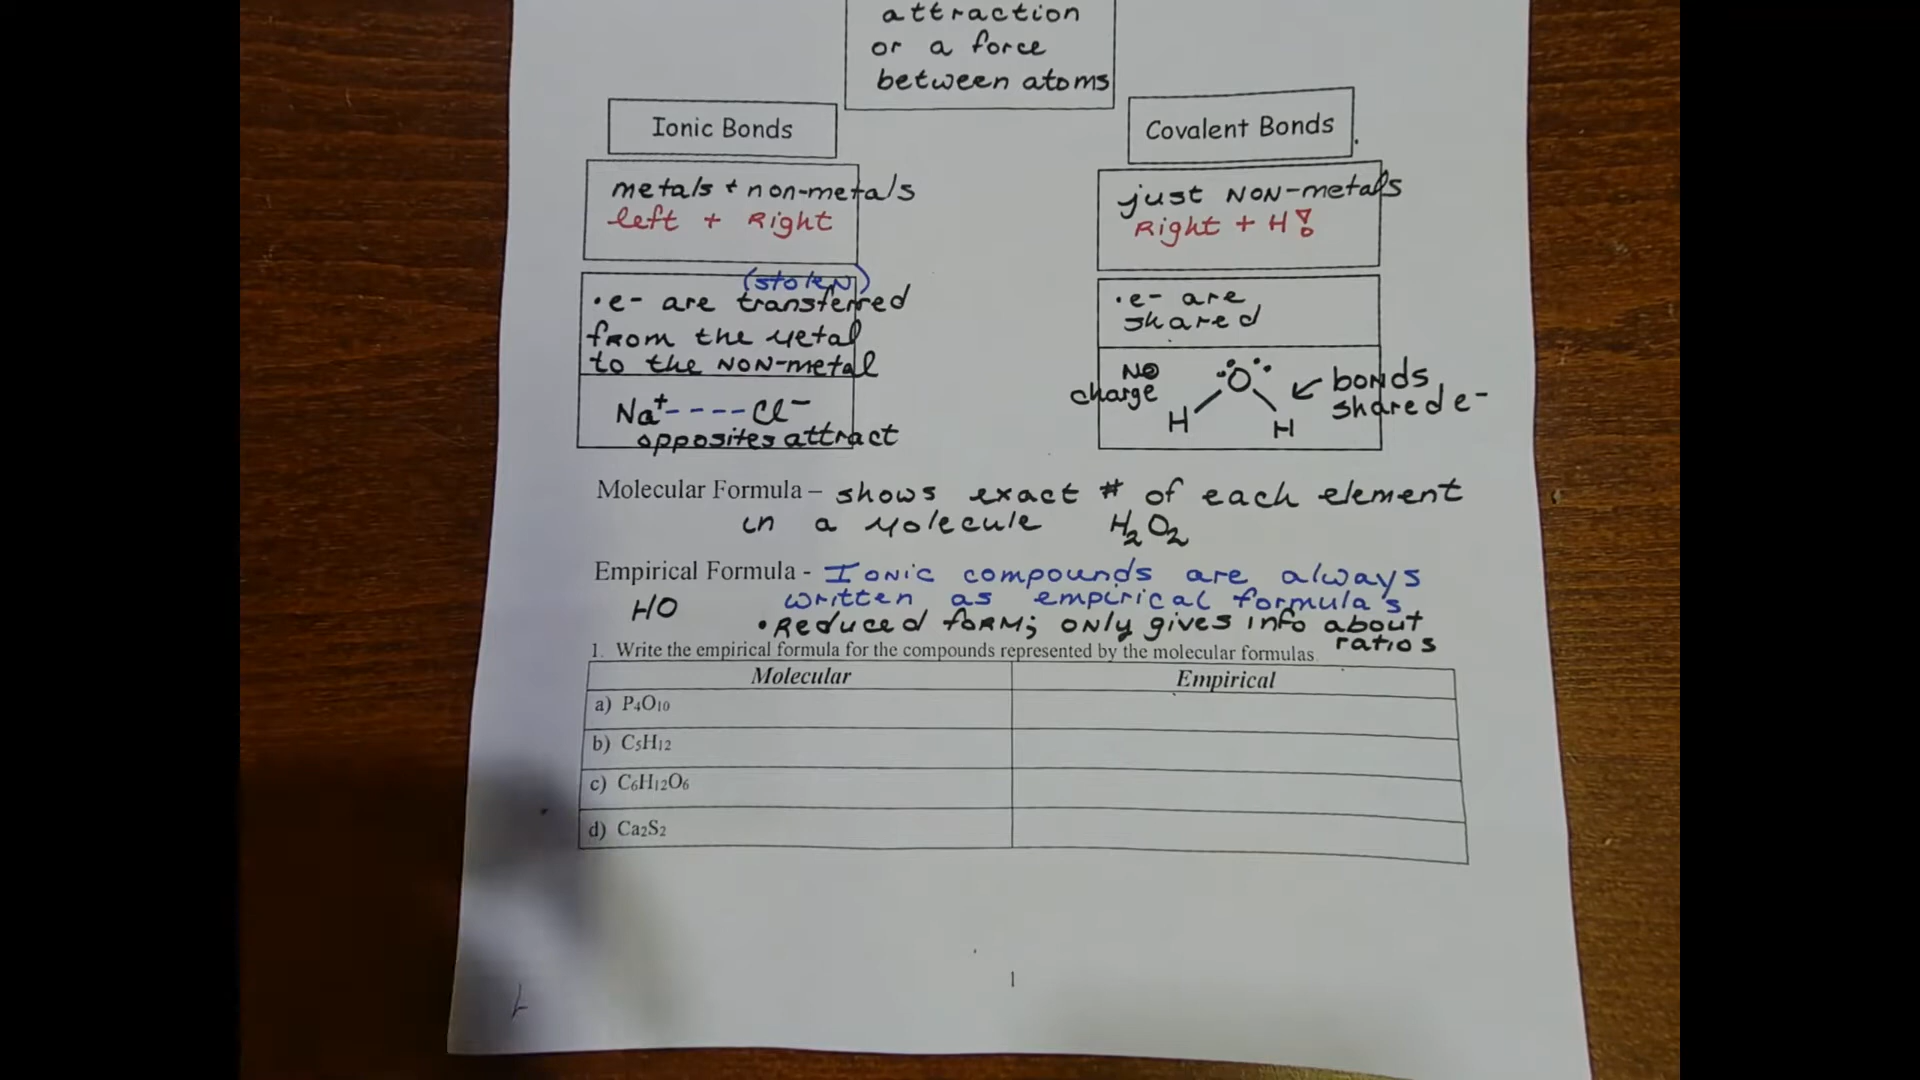 attraction
or a force
between atoms
Ionic Bonds
metals + non-metals
left + Right
(stolen)
•e- are transferred
from the metal
to the NON-metal
Na⁺----Cl⁻
opposites attract
Covalent Bonds
just NON-metals
Right + H!
•e- are
shared
No
charge
O
H
H
bonds
shared e-
Molecular Formula – shows exact # of each element
in a molecule H₂O₂
Empirical Formula - Ionic compounds are always
HO written as empirical formula's
•Reduced form; only gives info about
ratios
1. Write the empirical formula for the compounds represented by the molecular formulas.
Molecular Empirical
a) P₄O₁₀
b) C₅H₁₂
c) C₆H₁₂O₆
d) Ca₂S₂
1